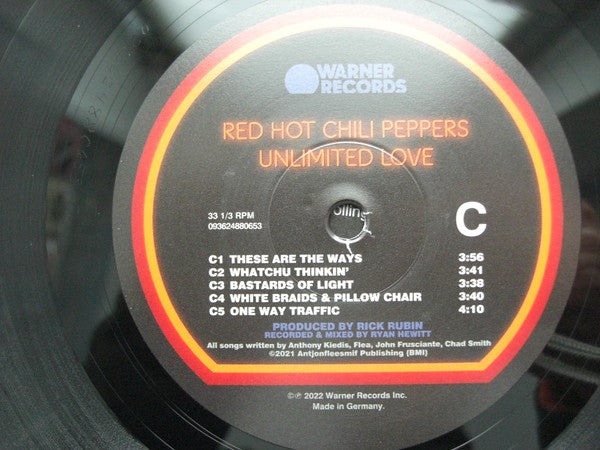 WARNER
RECORDS
RED HOT CHILI PEPPERS
UNLIMITED LOVE
33 1/3 RPM
093624880653
C
C1 THESE ARE THE WAYS 3:56
C2 WHATCHU THINKIN' 3:41
C3 BASTARDS OF LIGHT 3:38
C4 WHITE BRAIDS & PILLOW CHAIR 3:40
C5 ONE WAY TRAFFIC 4:10
PRODUCED BY RICK RUBIN
RECORDED & MIXED BY RYAN HEWITT
All songs written by Anthony Kiedis, Flea, John Frusciante, Chad Smith
©2021 Antjonfleesmif Publishing (BMI)
©℗ 2022 Warner Records Inc.
Made in Germany.